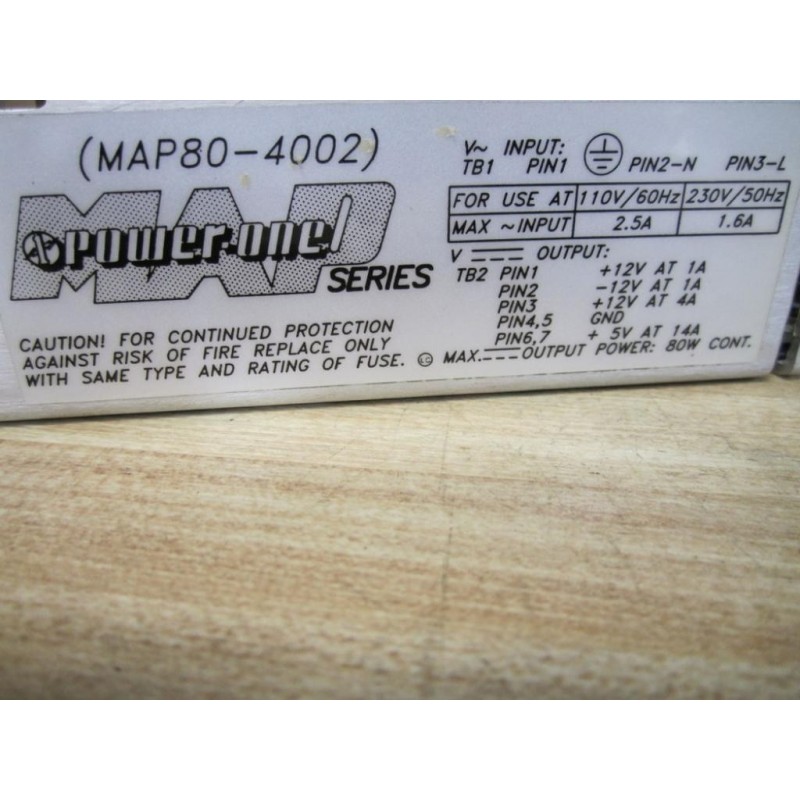 (MAP80-4002)
MAP
power-one
SERIES
CAUTION! FOR CONTINUED PROTECTION
AGAINST RISK OF FIRE REPLACE ONLY
WITH SAME TYPE AND RATING OF FUSE.
V~ INPUT:
TB1 PIN1 PIN2-N PIN3-L
FOR USE AT 110V/60Hz 230V/50Hz
MAX ~INPUT 2.5A 1.6A
V OUTPUT:
TB2 PIN1 +12V AT 1A
PIN2 -12V AT 1A
PIN3 +12V AT 4A
PIN4,5 GND
PIN6,7 + 5V AT 14A
MAX. OUTPUT POWER: 80W CONT.